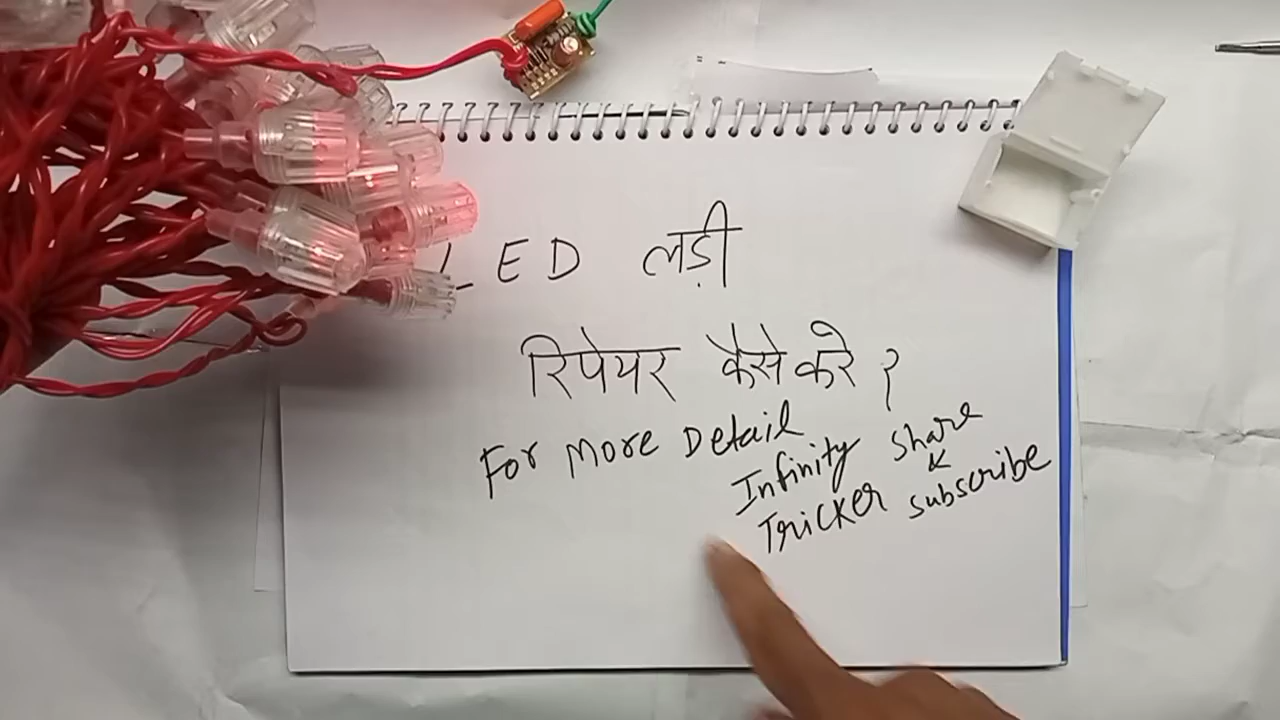 LED लड़ी
रिपेयर कैसे करे ?
For More Detail
Infinity Share
&
Tricker subscribe